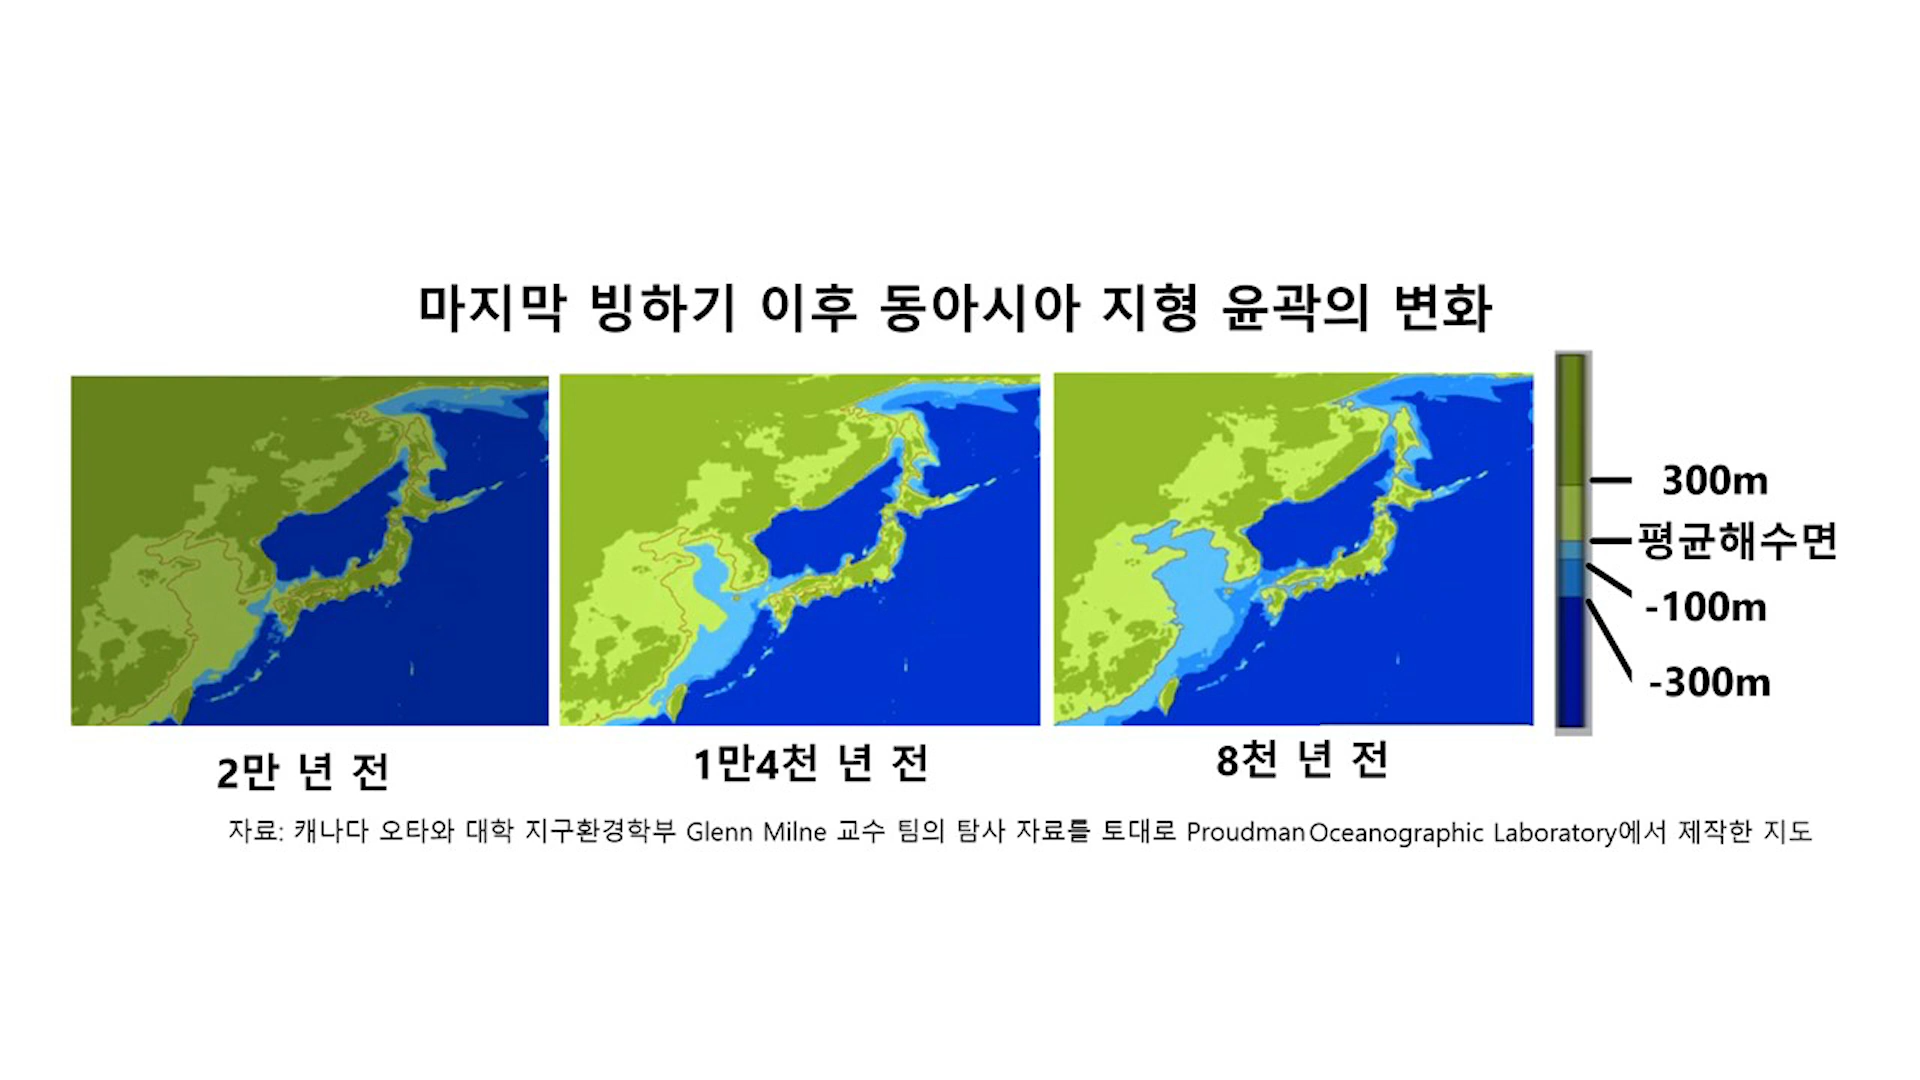 마지막 빙하기 이후 동아시아 지형 윤곽의 변화
300m
평균해수면
-100m
-300m
2만 년 전
1만4천 년 전
8천 년 전
자료: 캐나다 오타와 대학 지구환경학부 Glenn Milne 교수 팀의 탐사 자료를 토대로 Proudman Oceanographic Laboratory에서 제작한 지도